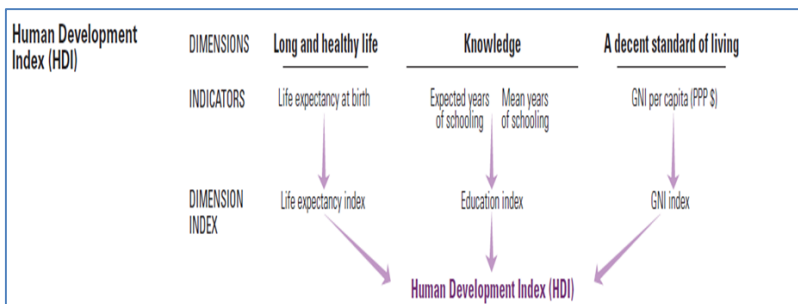 Human Development
Index (HDI)
DIMENSIONS Long and healthy life Knowledge A decent standard of living
INDICATORS Life expectancy at birth Expected years of schooling Mean years of schooling GNI per capita (PPP $)
DIMENSION
INDEX
Life expectancy index Education index GNI index
Human Development Index (HDI)